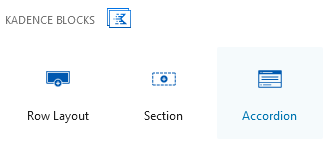 KADENCE BLOCKS
Row Layout Section Accordion